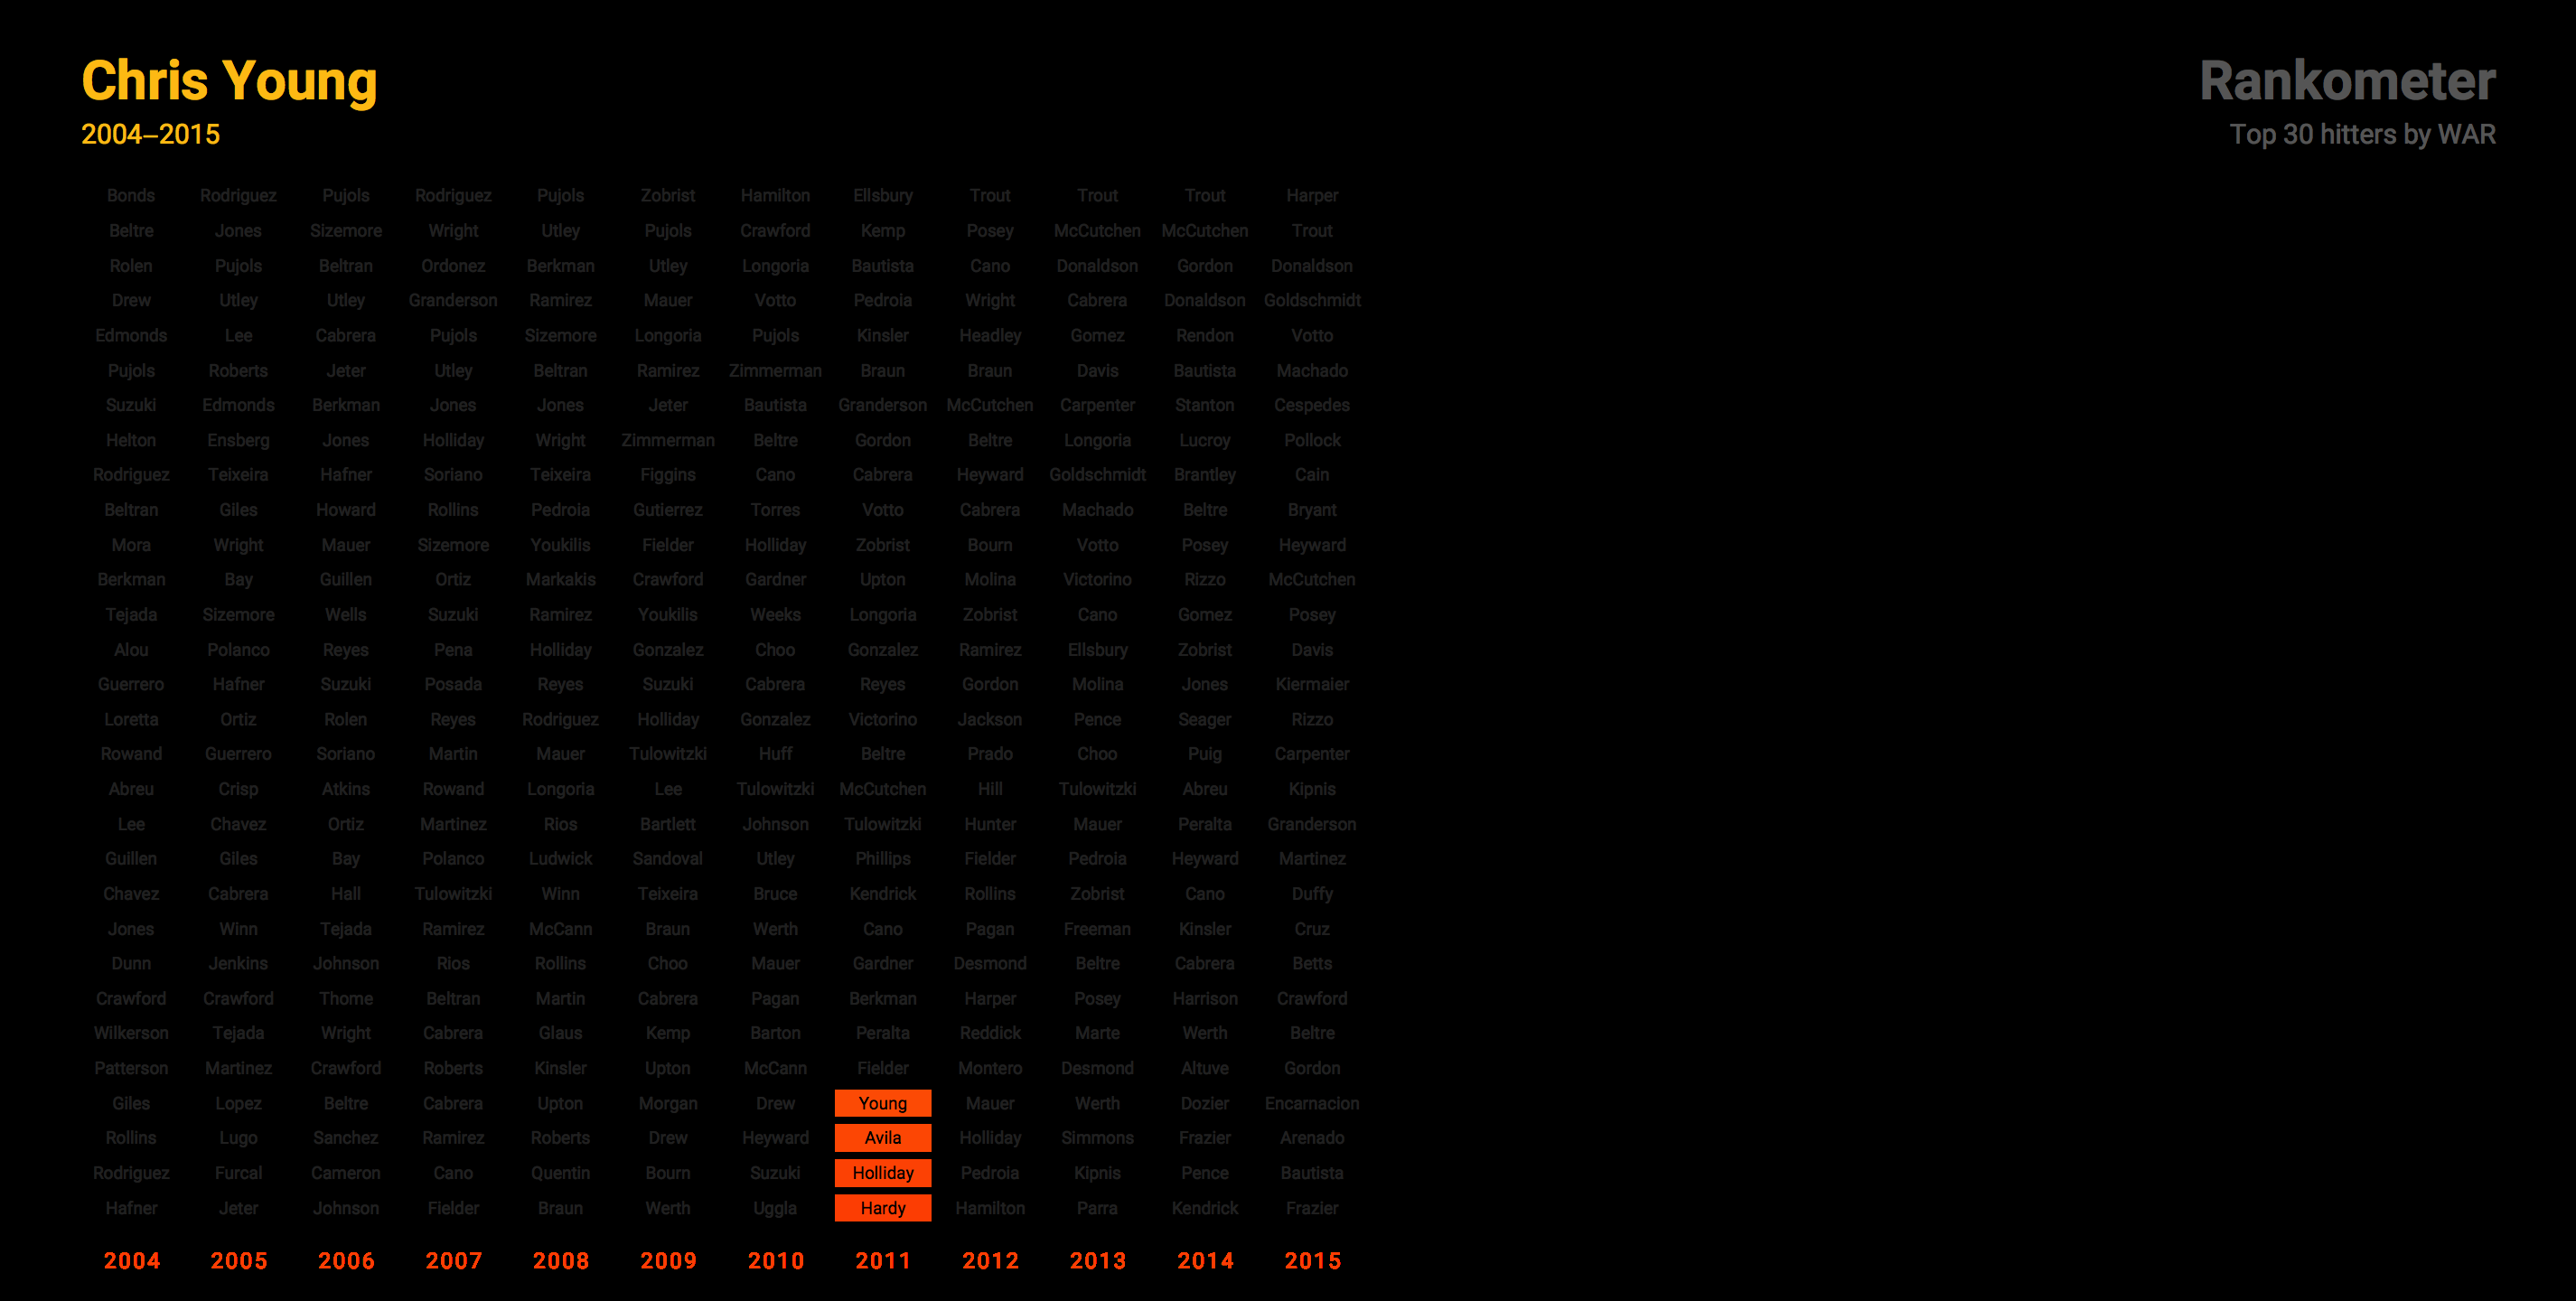 Chris Young
2004–2015
Rankometer
Top 30 hitters by WAR
Bonds Rodriguez Pujols Rodriguez Pujols Zobrist Hamilton Ellsbury Trout Trout Trout Harper
Beltre Jones Sizemore Wright Utley Pujols Crawford Kemp Posey McCutchen McCutchen Trout
Rolen Pujols Beltran Ordonez Berkman Utley Longoria Bautista Cano Donaldson Gordon Donaldson
Drew Utley Utley Granderson Ramirez Mauer Votto Pedroia Wright Cabrera Donaldson Goldschmidt
Edmonds Lee Cabrera Pujols Sizemore Longoria Pujols Kinsler Headley Gomez Rendon Votto
Pujols Roberts Jeter Utley Beltran Ramirez Zimmerman Braun Braun Davis Bautista Machado
Suzuki Edmonds Berkman Jones Jones Jeter Bautista Granderson McCutchen Carpenter Stanton Cespedes
Helton Ensberg Jones Holliday Wright Zimmerman Beltre Gordon Beltre Longoria Lucroy Pollock
Rodriguez Teixeira Hafner Soriano Teixeira Figgins Cano Cabrera Heyward Goldschmidt Brantley Cain
Beltran Giles Howard Rollins Pedroia Gutierrez Torres Votto Cabrera Machado Beltre Bryant
Mora Wright Mauer Sizemore Youkilis Fielder Holliday Zobrist Bourn Votto Posey Heyward
Berkman Bay Guillen Ortiz Markakis Crawford Gardner Upton Molina Victorino Rizzo McCutchen
Tejada Sizemore Wells Suzuki Ramirez Youkilis Weeks Longoria Zobrist Cano Gomez Posey
Alou Polanco Reyes Pena Holliday Gonzalez Choo Gonzalez Ramirez Ellsbury Zobrist Davis
Guerrero Hafner Suzuki Posada Reyes Suzuki Cabrera Reyes Gordon Molina Jones Kiermaier
Loretta Ortiz Rolen Reyes Rodriguez Holliday Gonzalez Victorino Jackson Pence Seager Rizzo
Rowand Guerrero Soriano Martin Mauer Tulowitzki Huff Beltre Prado Choo Puig Carpenter
Abreu Crisp Atkins Rowand Longoria Lee Tulowitzki McCutchen Hill Tulowitzki Abreu Kipnis
Lee Chavez Ortiz Martinez Rios Bartlett Johnson Tulowitzki Hunter Mauer Peralta Granderson
Guillen Giles Bay Polanco Ludwick Sandoval Utley Phillips Fielder Pedroia Heyward Martinez
Chavez Cabrera Hall Tulowitzki Winn Teixeira Bruce Kendrick Rollins Zobrist Cano Duffy
Jones Winn Tejada Ramirez McCann Braun Werth Cano Pagan Freeman Kinsler Cruz
Dunn Jenkins Johnson Rios Rollins Choo Mauer Gardner Desmond Beltre Cabrera Betts
Crawford Crawford Thome Beltran Martin Cabrera Pagan Berkman Harper Posey Harrison Crawford
Wilkerson Tejada Wright Cabrera Glaus Kemp Barton Peralta Reddick Marte Werth Beltre
Patterson Martinez Crawford Roberts Kinsler Upton McCann Fielder Montero Desmond Altuve Gordon
Giles Lopez Beltre Cabrera Upton Morgan Drew Young Mauer Werth Dozier Encarnacion
Rollins Lugo Sanchez Ramirez Roberts Drew Heyward Avila Holliday Simmons Frazier Arenado
Rodriguez Furcal Cameron Cano Quentin Bourn Suzuki Holliday Pedroia Kipnis Pence Bautista
Hafner Jeter Johnson Fielder Braun Werth Uggla Hardy Hamilton Parra Kendrick Frazier
2004 2005 2006 2007 2008 2009 2010 2011 2012 2013 2014 2015